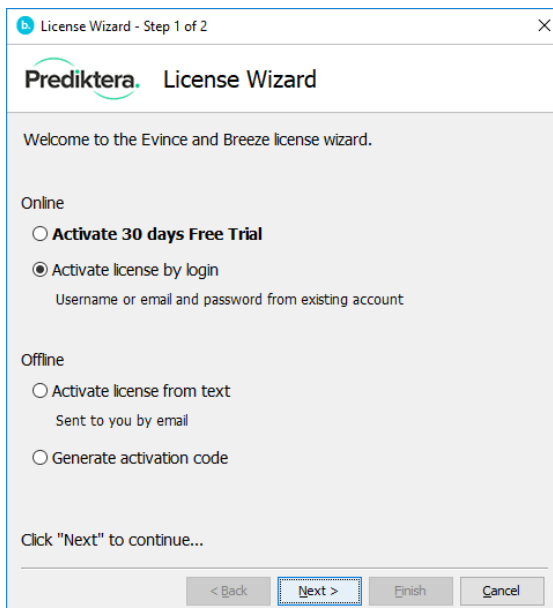 b. License Wizard - Step 1 of 2
Prediktera. License Wizard
Welcome to the Evince and Breeze license wizard.
Online
Activate 30 days Free Trial
Activate license by login
Username or email and password from existing account
Offline
Activate license from text
Sent to you by email
Generate activation code
Click "Next" to continue...
< Back Next > Finish Cancel